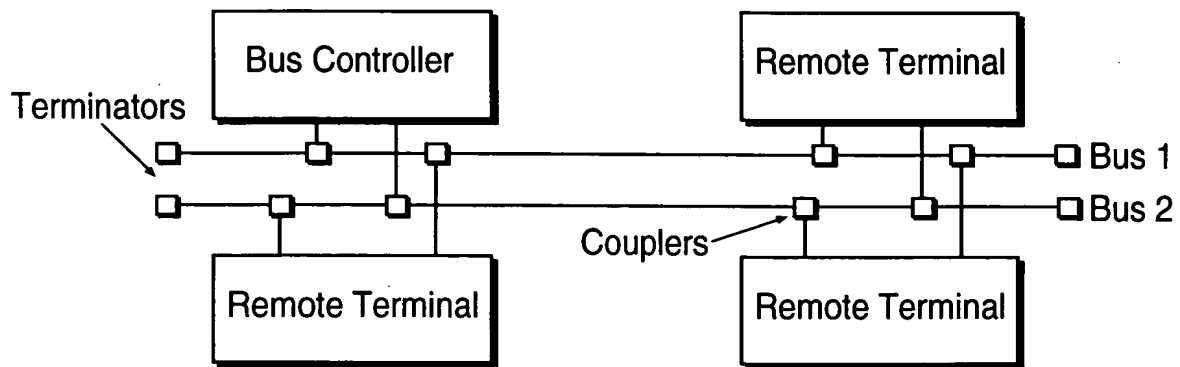 Bus Controller
Remote Terminal
Terminators
Bus 1
Bus 2
Couplers
Remote Terminal
Remote Terminal